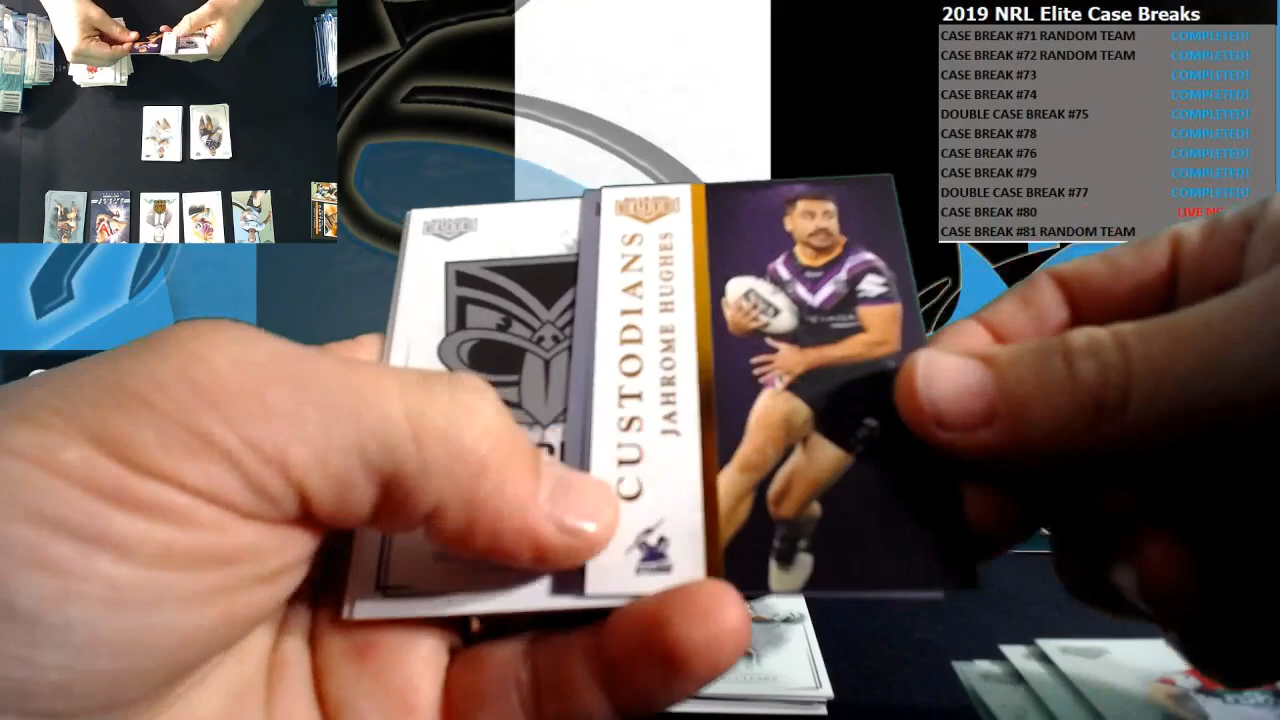 2019 NRL Elite Case Breaks
CASE BREAK #71 RANDOM TEAM COMPLETED!
CASE BREAK #72 RANDOM TEAM COMPLETED!
CASE BREAK #73 COMPLETED!
CASE BREAK #74 COMPLETED!
DOUBLE CASE BREAK #75 COMPLETED!
CASE BREAK #78 COMPLETED!
CASE BREAK #76 COMPLETED!
CASE BREAK #79 COMPLETED!
DOUBLE CASE BREAK #77 COMPLETED!
CASE BREAK #80 LIVE
CASE BREAK #81 RANDOM TEAM
ELITE
CUSTODIANS
JAHROME HUGHES
STORM